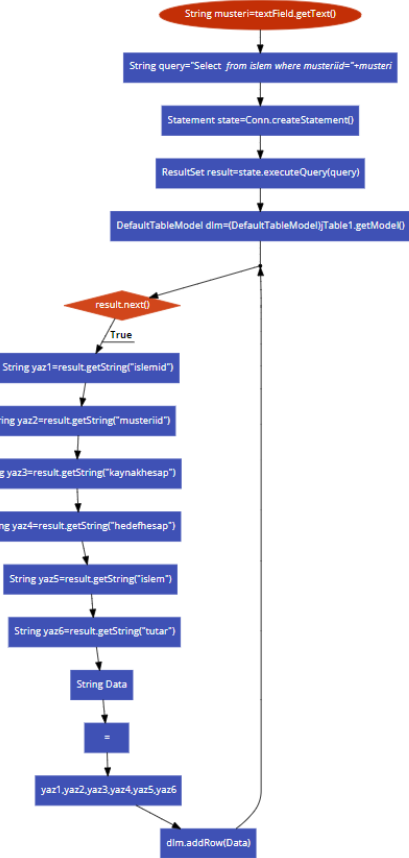 String musteri=textField.getText()
String query="Select from islem where musteriid="+musteri
Statement state=Conn.createStatement()
ResultSet result=state.executeQuery(query)
DefaultTableModel dlm=(DefaultTableModel)jTable1.getModel()
result.next()
True
String yaz1=result.getString("islemid")
ring yaz2=result.getString("musteriid")
g yaz3=result.getString("kaynakhesap")
ng yaz4=result.getString("hedefhesap")
String yaz5=result.getString("islem")
String yaz6=result.getString("tutar")
String Data
=
yaz1,yaz2,yaz3,yaz4,yaz5,yaz6
dlm.addRow(Data)